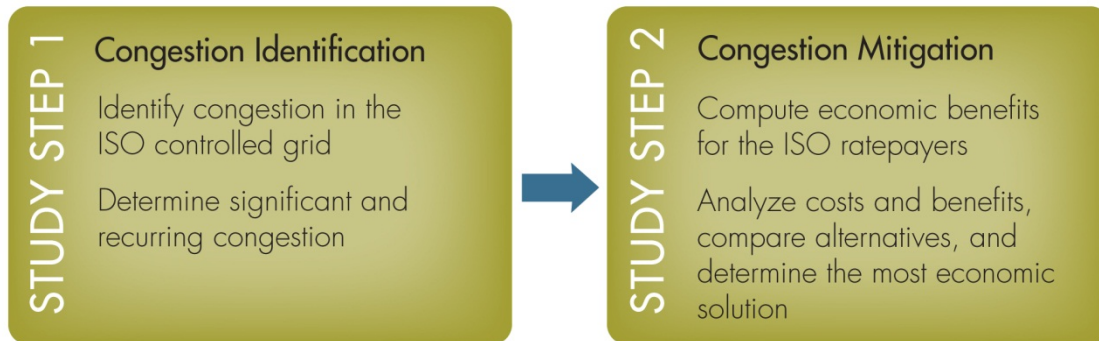 STUDY STEP 1
Congestion Identification
Identify congestion in the
ISO controlled grid
Determine significant and
recurring congestion
STUDY STEP 2
Congestion Mitigation
Compute economic benefits
for the ISO ratepayers
Analyze costs and benefits,
compare alternatives, and
determine the most economic
solution